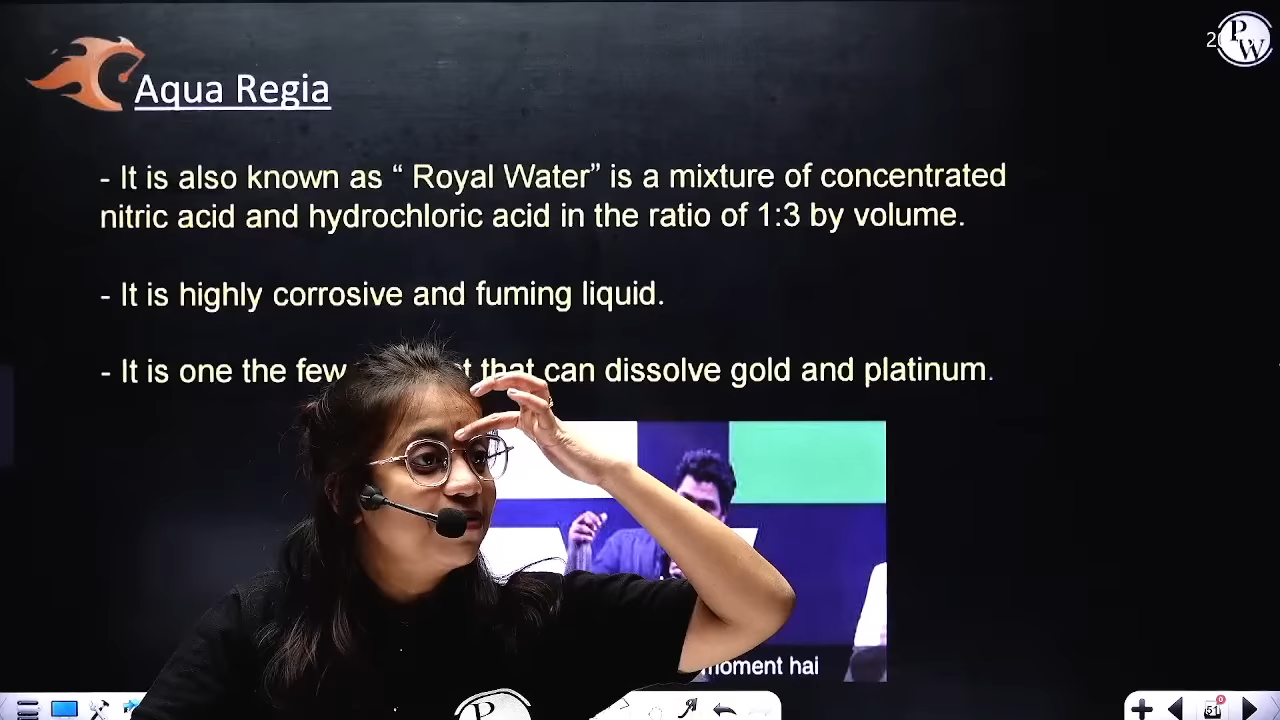 PW
Aqua Regia
- It is also known as “ Royal Water” is a mixture of concentrated
nitric acid and hydrochloric acid in the ratio of 1:3 by volume.
- It is highly corrosive and fuming liquid.
- It is one the few that can dissolve gold and platinum.
moment hai
P
51